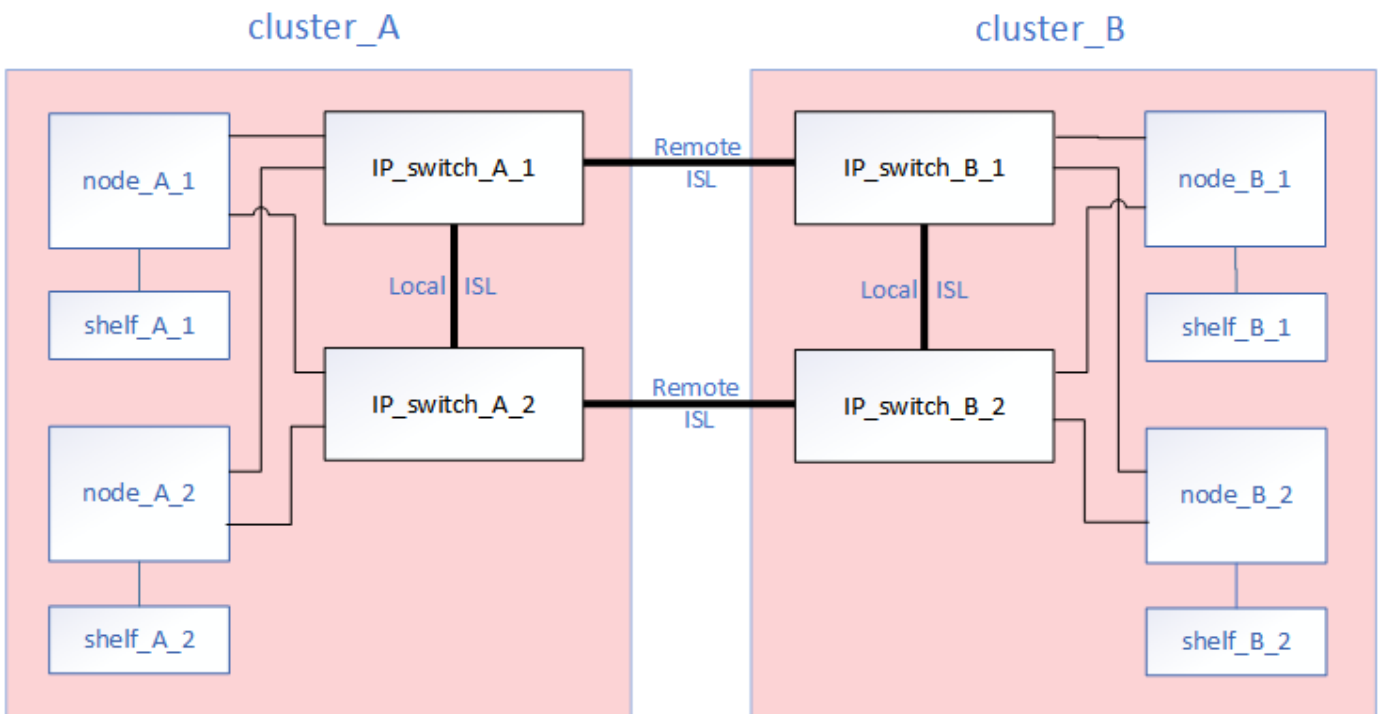 cluster_A
cluster_B
node_A_1
IP_switch_A_1
Remote
ISL
IP_switch_B_1
node_B_1
Local ISL
Local ISL
shelf_A_1
shelf_B_1
IP_switch_A_2
Remote
ISL
IP_switch_B_2
node_A_2
node_B_2
shelf_A_2
shelf_B_2